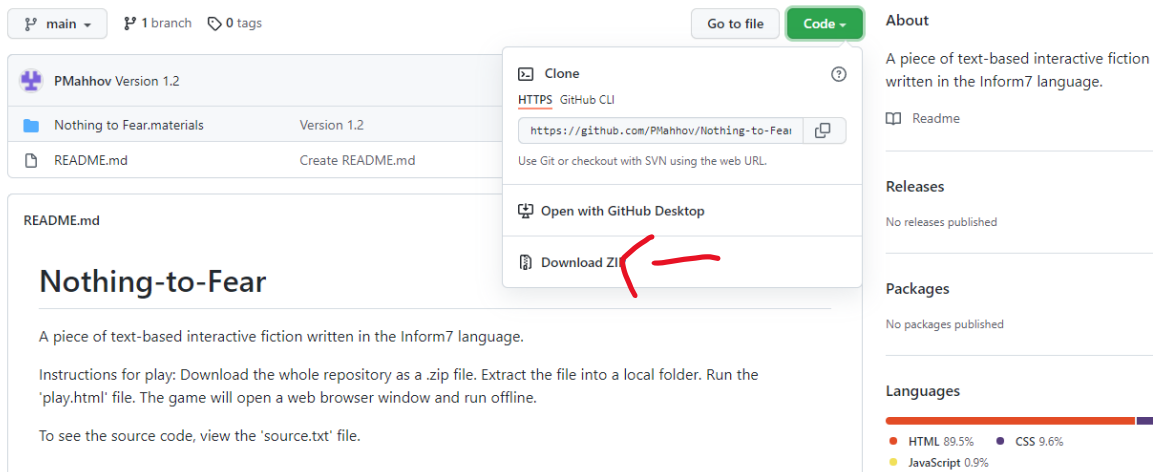 main
1 branch
0 tags
Go to file
Code
PMahhov Version 1.2
Nothing to Fear.materials Version 1.2
README.md Create README.md
Clone
HTTPS GitHub CLI
https://github.com/PMahhov/Nothing-to-Fear
Use Git or checkout with SVN using the web URL.
Open with GitHub Desktop
Download ZI
README.md
Nothing-to-Fear
A piece of text-based interactive fiction written in the Inform7 language.
Instructions for play: Download the whole repository as a .zip file. Extract the file into a local folder. Run the
'play.html' file. The game will open a web browser window and run offline.
To see the source code, view the 'source.txt' file.
About
A piece of text-based interactive fiction
written in the Inform7 language.
Readme
Releases
No releases published
Packages
No packages published
Languages
HTML 89.5% CSS 9.6%
JavaScript 0.9%